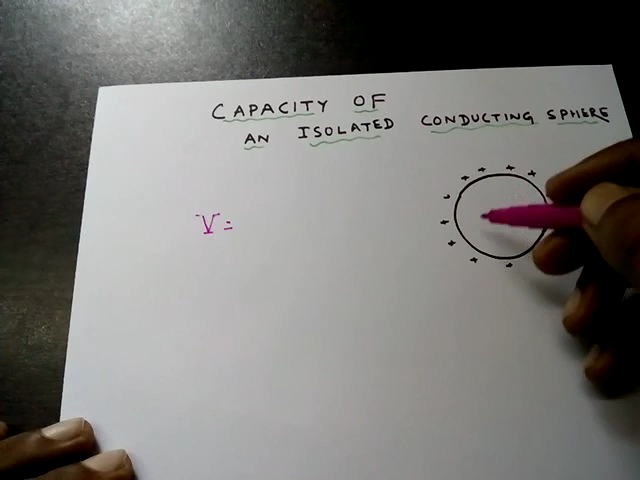 CAPACITY OF
AN ISOLATED CONDUCTING SPHERE
V =